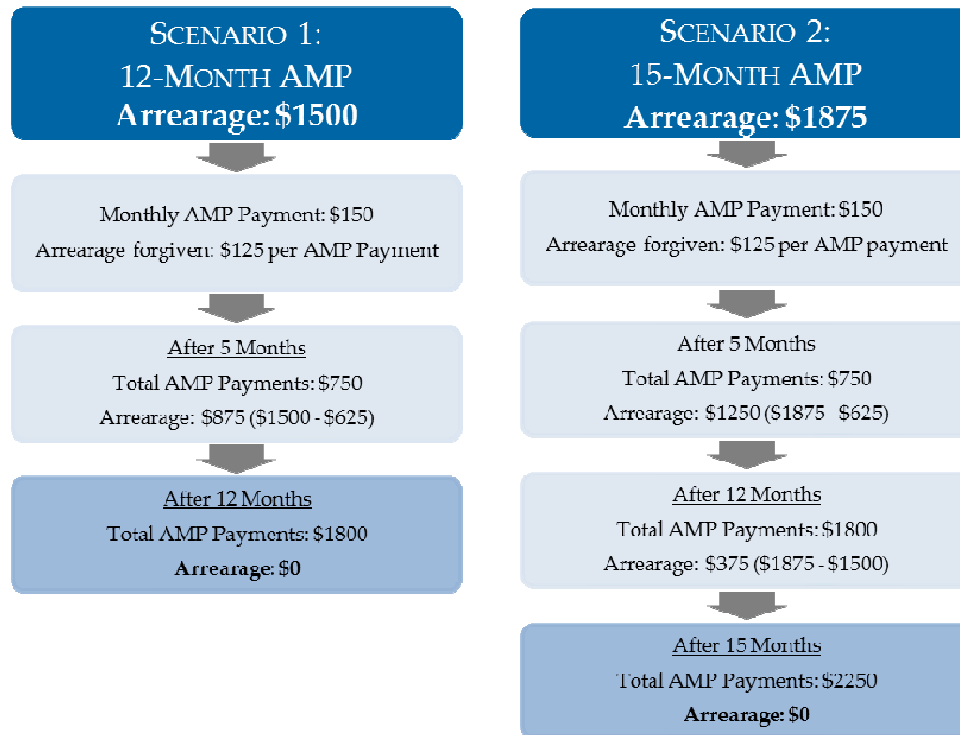 SCENARIO 1:
12-MONTH AMP
Arrearage: $1500
Monthly AMP Payment: $150
Arrearage forgiven: $125 per AMP Payment
After 5 Months
Total AMP Payments: $750
Arrearage: $875 ($1500 - $625)
After 12 Months
Total AMP Payments: $1800
Arrearage: $0
SCENARIO 2:
15-MONTH AMP
Arrearage: $1875
Monthly AMP Payment: $150
Arrearage forgiven: $125 per AMP payment
After 5 Months
Total AMP Payments: $750
Arrearage: $1250 ($1875 $625)
After 12 Months
Total AMP Payments: $1800
Arrearage: $375 ($1875 - $1500)
After 15 Months
Total AMP Payments: $2250
Arrearage: $0